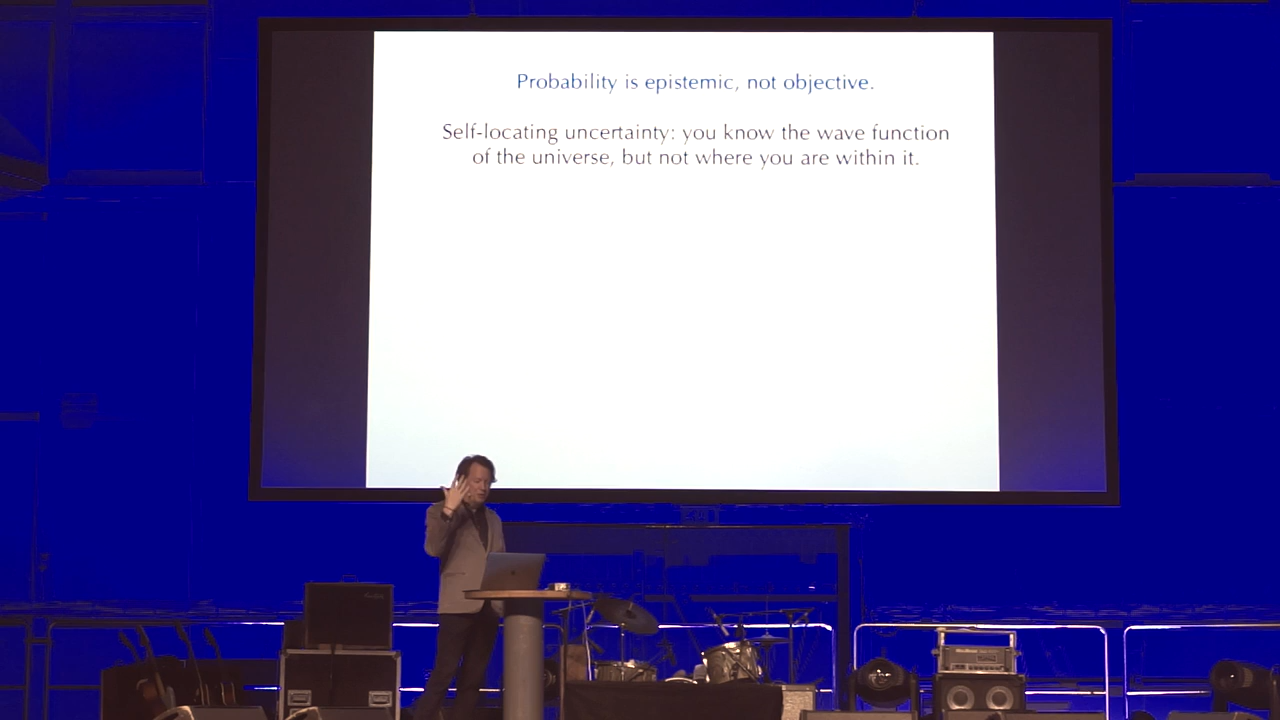 Probability is epistemic, not objective.
Self-locating uncertainty: you know the wave function
of the universe, but not where you are within it.